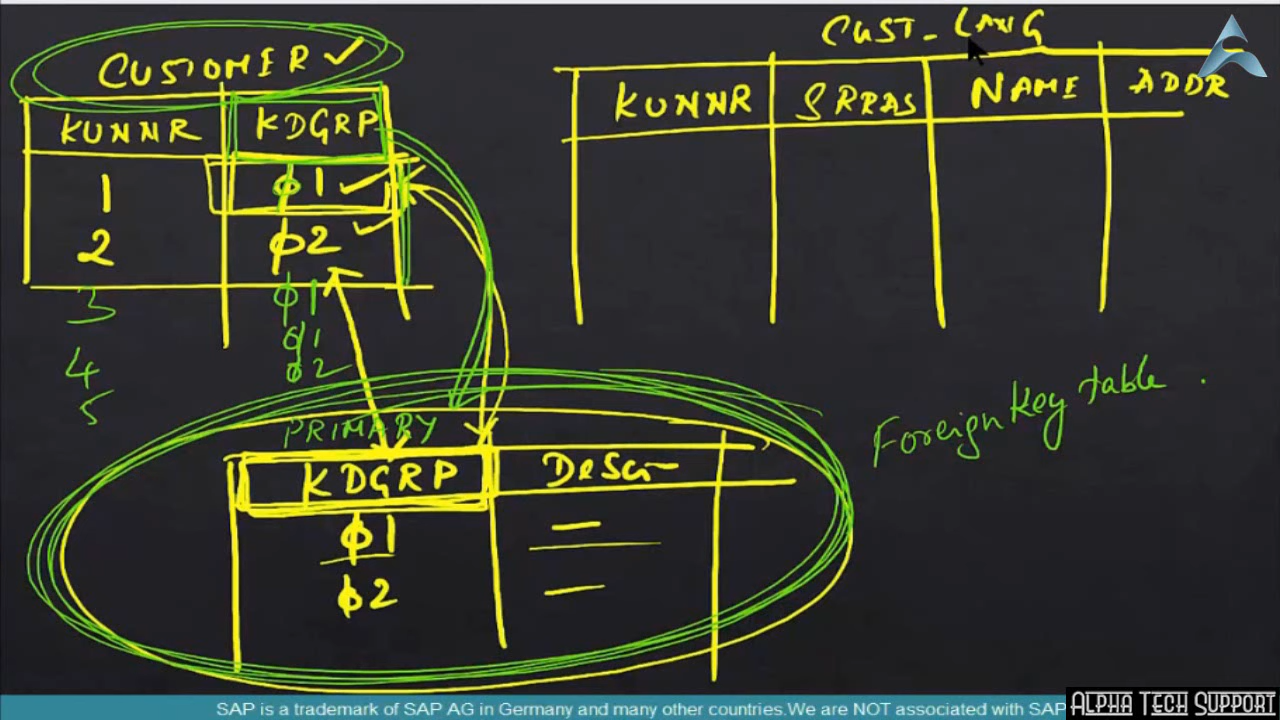 CUSTOMER ✓
KUNNR KDGRP
1 01 ✓
2 02 ✓
3 01
4 01
5 02
CUST_LANG
KUNNR SPRAS NAME ADDR
Foreign key table.
PRIMARY
KDGRP Descr
01 —
02 —
SAP is a trademark of SAP AG in Germany and many other countries.We are NOT associated with SAP
ALPHA TECH SUPPORT